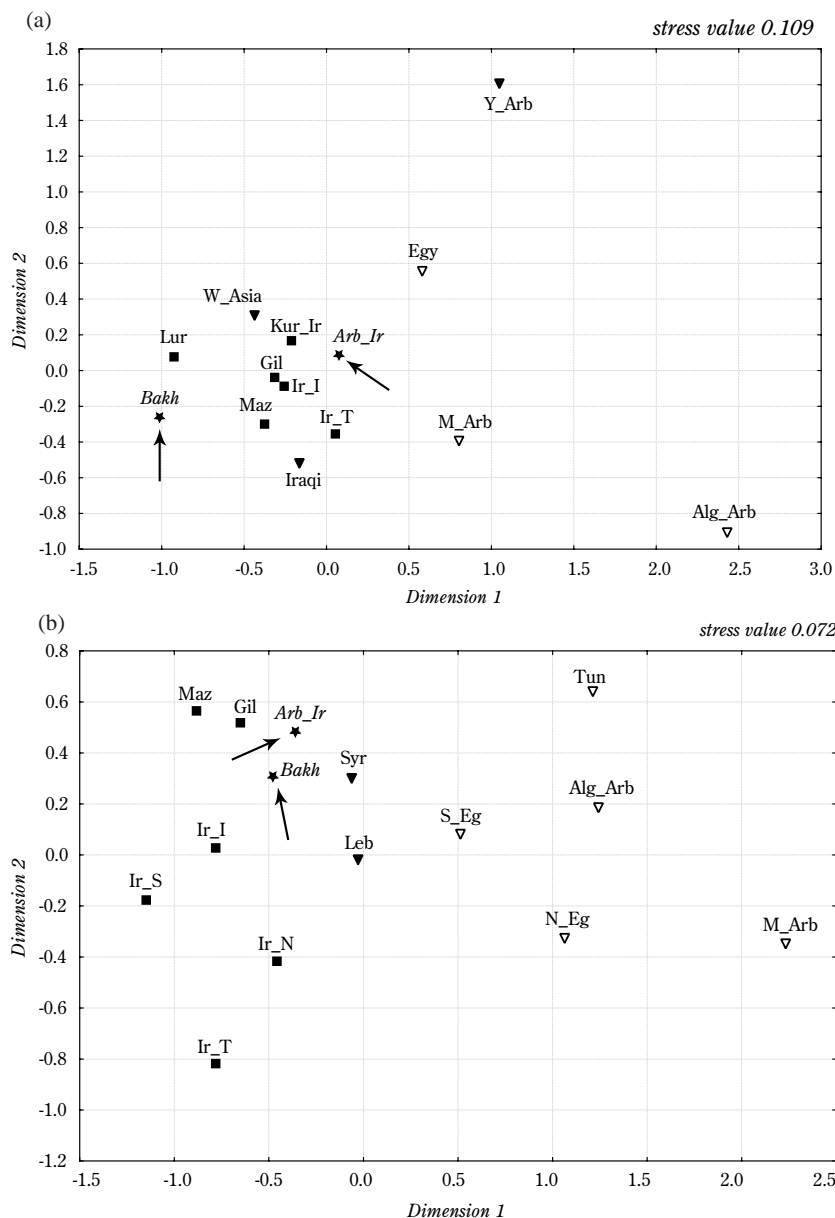 (a)
stress value 0.109
1.8
1.6
Y_Arb
1.4
1.2
1.0
0.8
Egy
0.6
W_Asia
0.4
Kur_Ir
Arb_Ir
Lur
0.2
Gil
0.0
Ir_I
Bakh
Maz
-0.2
Ir_T
M_Arb
-0.4
Iraqi
-0.6
Alg_Arb
-0.8
-1.0
Dimension 2
-1.5 -1.0 -0.5 0.0 0.5 1.0 1.5 2.0 2.5 3.0
Dimension 1
(b)
stress value 0.072
0.8
Tun
Maz
Gil
0.6
Arb_Ir
0.4
Bakh
Syr
Alg_Arb
0.2
S_Eg
Ir_I
Leb
0.0
Ir_S
-0.2
N_Eg
M_Arb
Ir_N
-0.4
-0.6
Ir_T
-0.8
-1.0
-1.2
Dimension 2
-1.5 -1.0 -0.5 0.0 0.5 1.0 1.5 2.0 2.5
Dimension 1